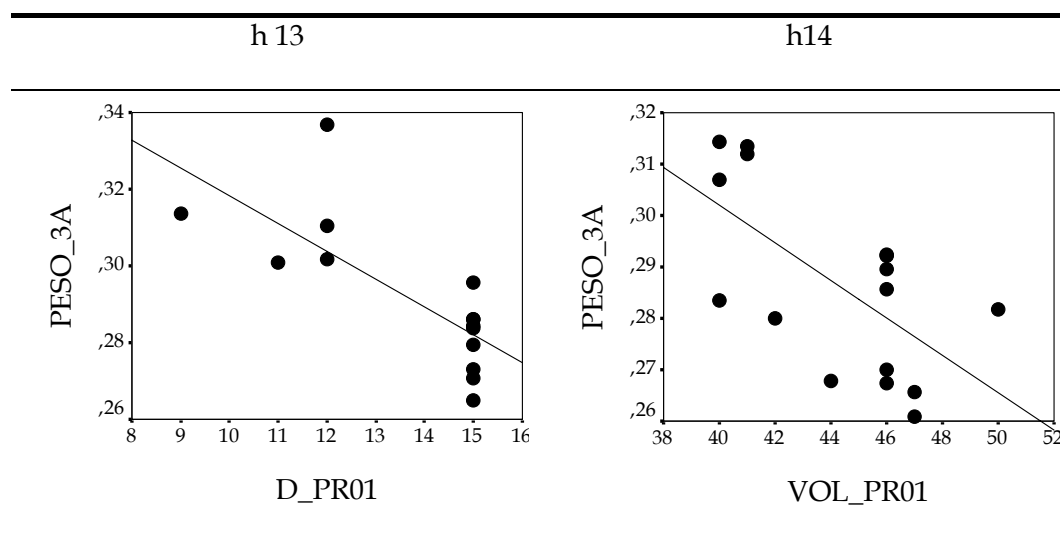 h 13
h14
,34
,32
,30
,28
,26
8 9 10 11 12 13 14 15 16
PESO_3A
D_PR01
,32
,31
,30
,29
,28
,27
,26
38 40 42 44 46 48 50 52
PESO_3A
VOL_PR01